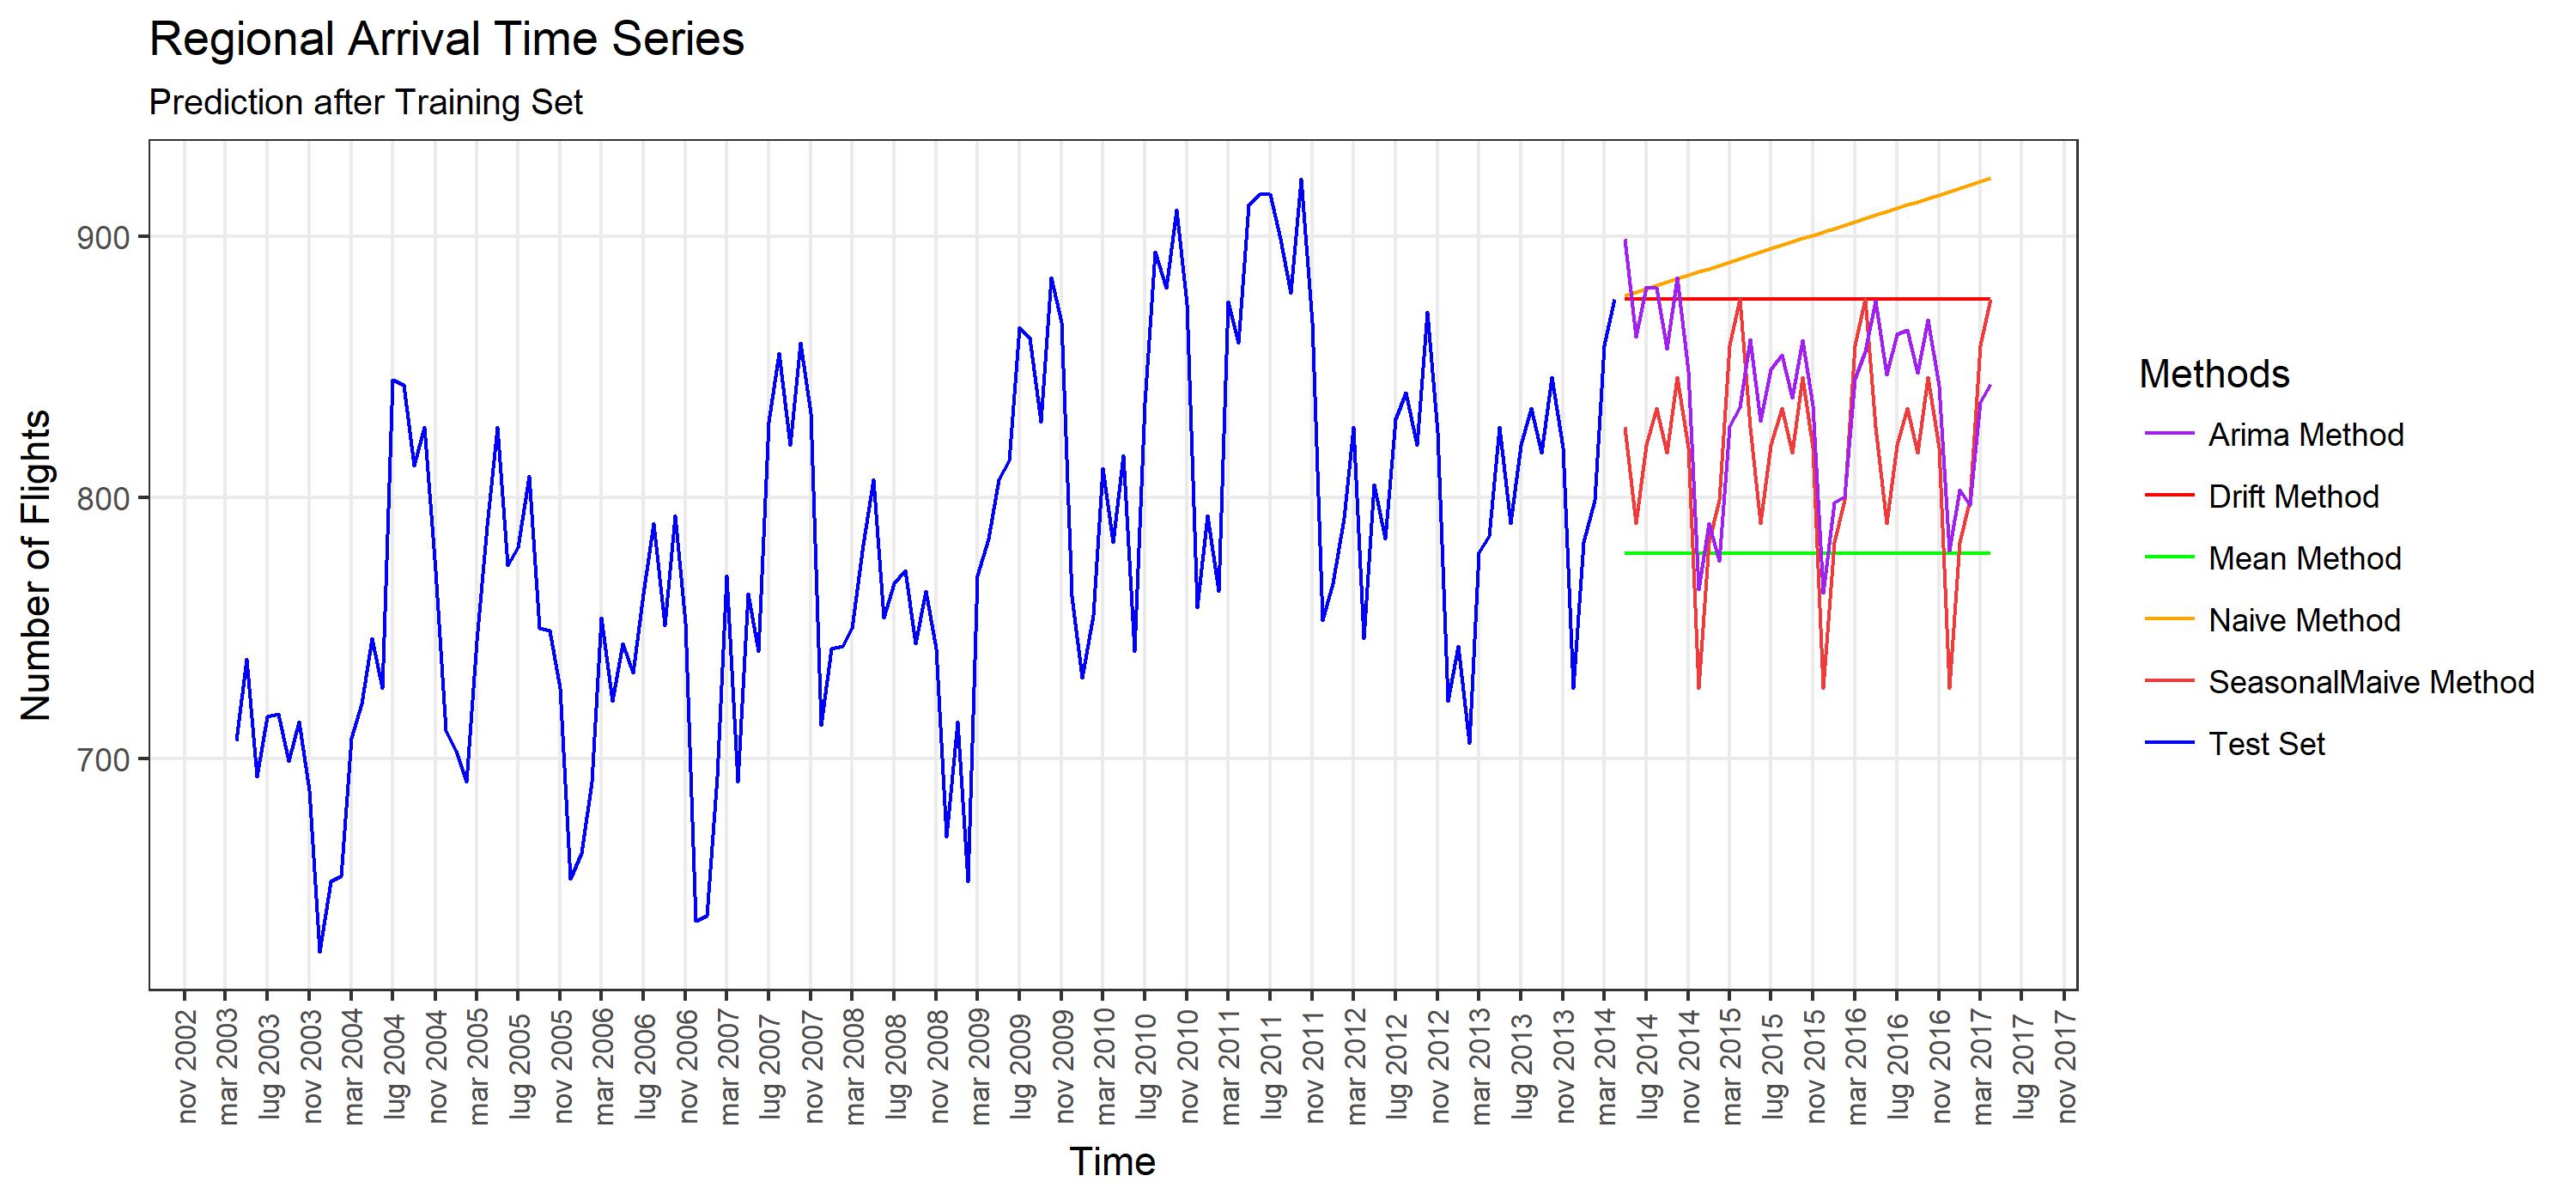 Regional Arrival Time Series
Prediction after Training Set
Number of Flights
900
800
700
nov 2002
mar 2003
lug 2003
nov 2003
mar 2004
lug 2004
nov 2004
mar 2005
lug 2005
nov 2005
mar 2006
lug 2006
nov 2006
mar 2007
lug 2007
nov 2007
mar 2008
lug 2008
nov 2008
mar 2009
lug 2009
nov 2009
mar 2010
lug 2010
nov 2010
mar 2011
lug 2011
nov 2011
mar 2012
lug 2012
nov 2012
mar 2013
lug 2013
nov 2013
mar 2014
lug 2014
nov 2014
mar 2015
lug 2015
nov 2015
mar 2016
lug 2016
nov 2016
mar 2017
lug 2017
nov 2017
Time
Methods
Arima Method
Drift Method
Mean Method
Naive Method
SeasonalMaive Method
Test Set